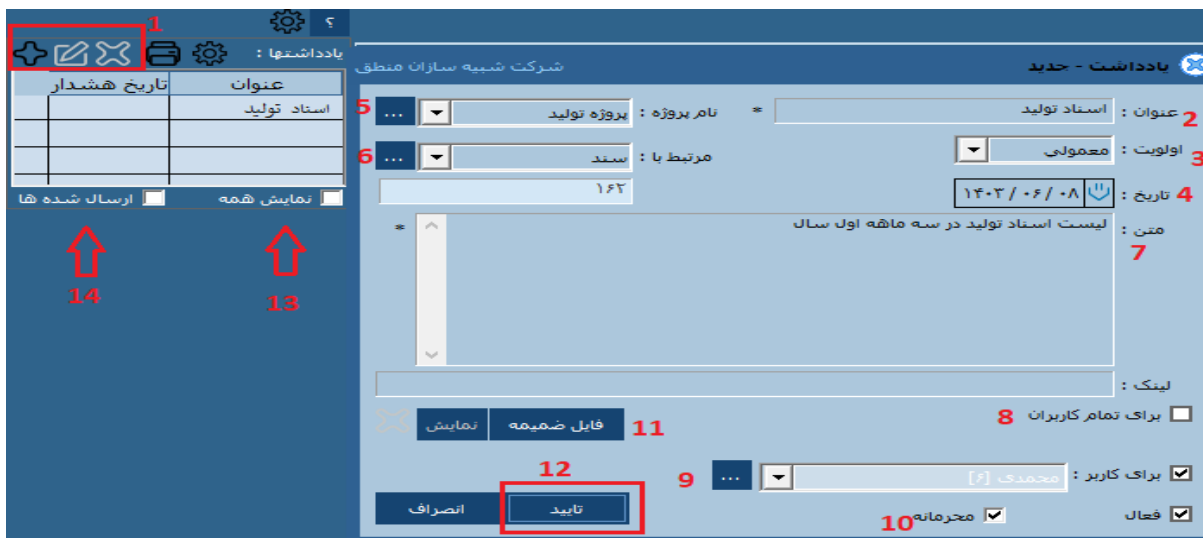 1
؟
یادداشتها :
عنوان تاریخ هشدار
اسناد تولید
نمایش همه ارسال شده ها
14 13
یادداشت - جدید شرکت شبیه سازان منطق
عنوان : اسناد تولید * 2 نام پروژه : پروژه تولید ... 5
اولویت : معمولی 3 مرتبط با : سند ... 6
تاریخ : ۱۴۰۳ / ۰۶/ ۰۸ 4 ۱۶۲
متن : لیست اسناد تولید در سه ماهه اول سال *
7
لینک :
برای تمام کاربران 8
11 فایل ضمیمه نمایش
برای کاربر : محمدی [۶] ... 9
12
فعال محرمانه 10 تایید انصراف